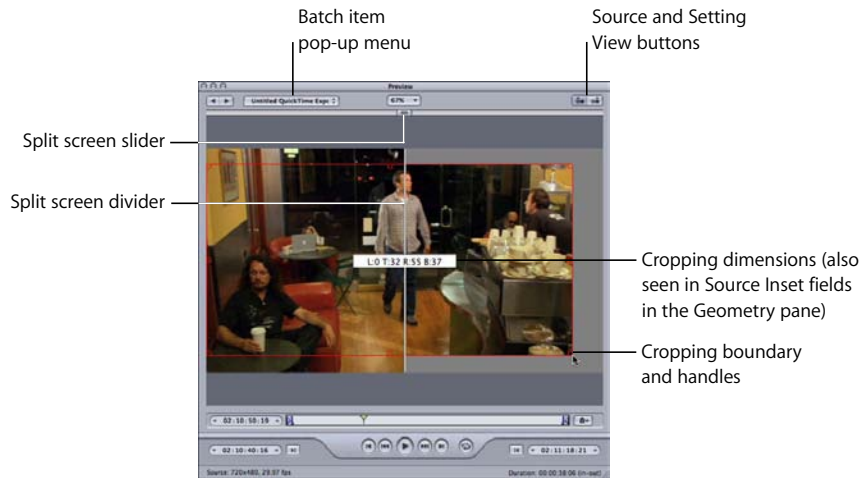 Batch item
pop-up menu
Source and Setting
View buttons
Preview
Untitled QuickTime Expo
67%
Split screen slider
Split screen divider
L:0 T:32 R:55 B:37
Cropping dimensions (also
seen in Source Inset fields
in the Geometry pane)
Cropping boundary
and handles
02:10:50:19
02:10:40:16
02:11:18:21
Source: 720x480, 29.97 fps
Duration: 00:00:38:06 (in-out)